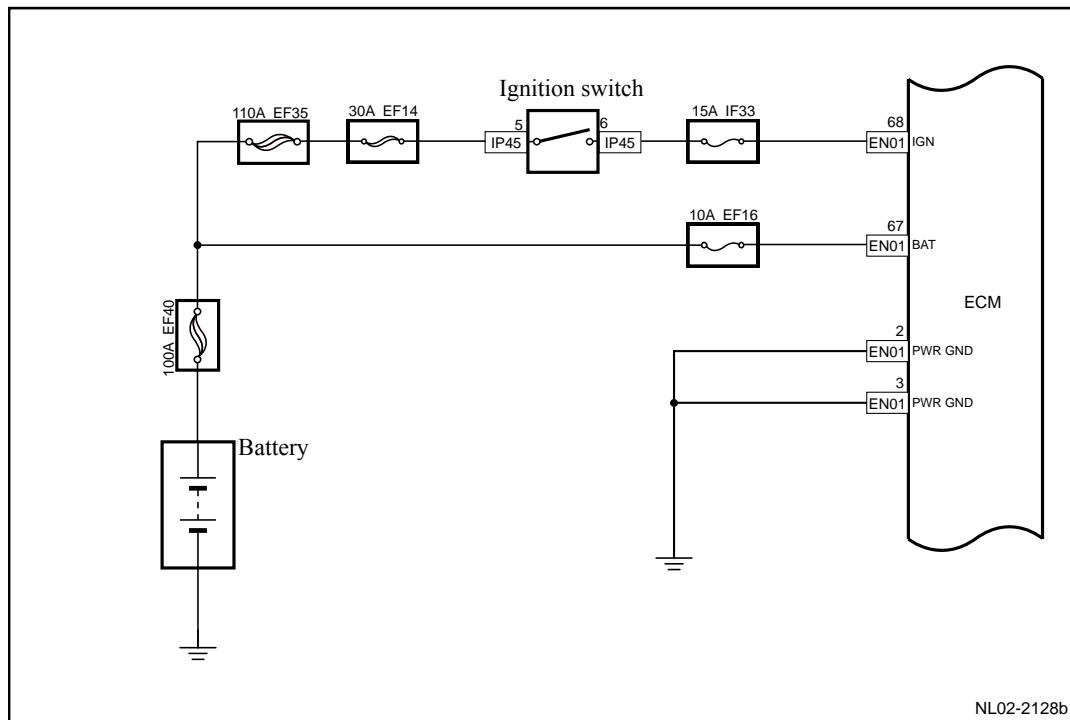 Ignition switch
110A EF35
30A EF14
5
6
15A IF33
68
IP45
IP45
EN01
IGN
10A EF16
67
EN01
BAT
ECM
100A EF40
2
EN01
PWR GND
3
EN01
PWR GND
Battery
NL02-2128b